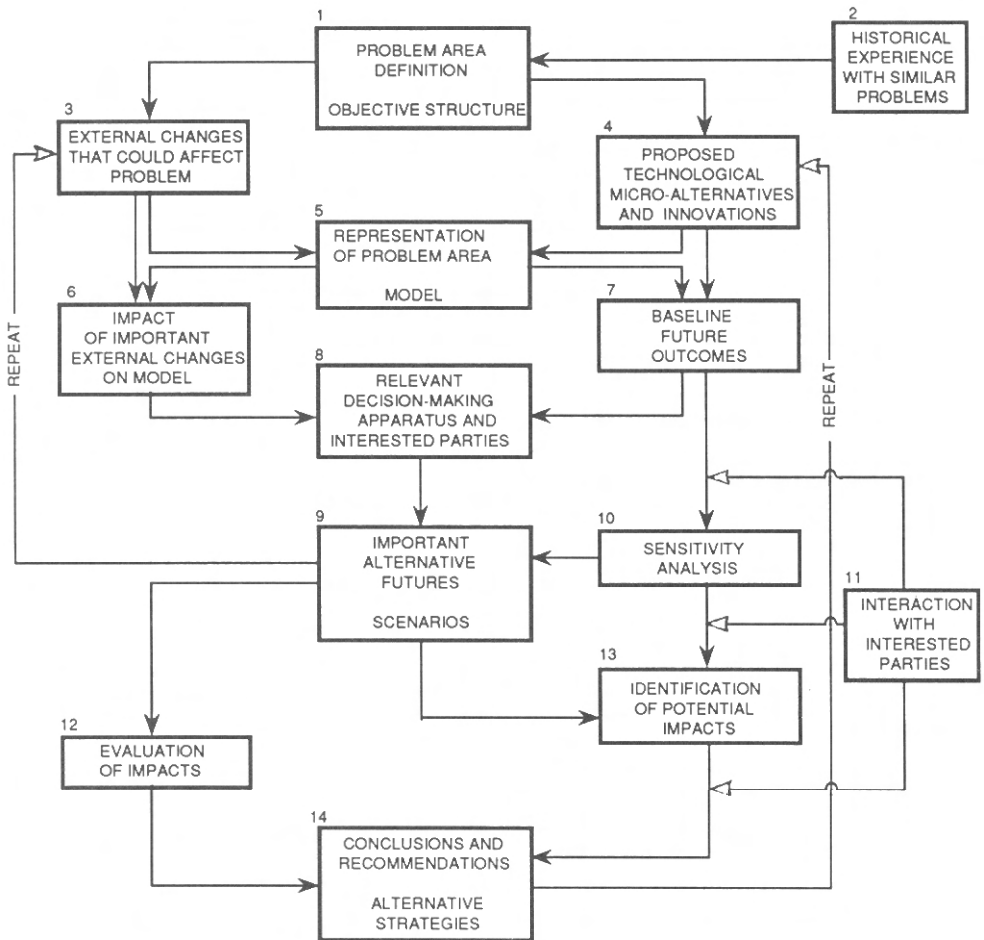 1
PROBLEM AREA
DEFINITION
OBJECTIVE STRUCTURE
2
HISTORICAL
EXPERIENCE
WITH SIMILAR
PROBLEMS
3
EXTERNAL CHANGES
THAT COULD AFFECT
PROBLEM
4
PROPOSED
TECHNOLOGICAL
MICRO-ALTERNATIVES
AND INNOVATIONS
5
REPRESENTATION
OF PROBLEM AREA
MODEL
6
IMPACT
OF IMPORTANT
EXTERNAL CHANGES
ON MODEL
7
BASELINE
FUTURE
OUTCOMES
REPEAT
8
RELEVANT
DECISION-MAKING
APPARATUS AND
INTERESTED PARTIES
REPEAT
9
IMPORTANT
ALTERNATIVE
FUTURES
SCENARIOS
10
SENSITIVITY
ANALYSIS
11
INTERACTION
WITH
INTERESTED
PARTIES
12
EVALUATION
OF IMPACTS
13
IDENTIFICATION
OF POTENTIAL
IMPACTS
14
CONCLUSIONS AND
RECOMMENDATIONS
ALTERNATIVE
STRATEGIES